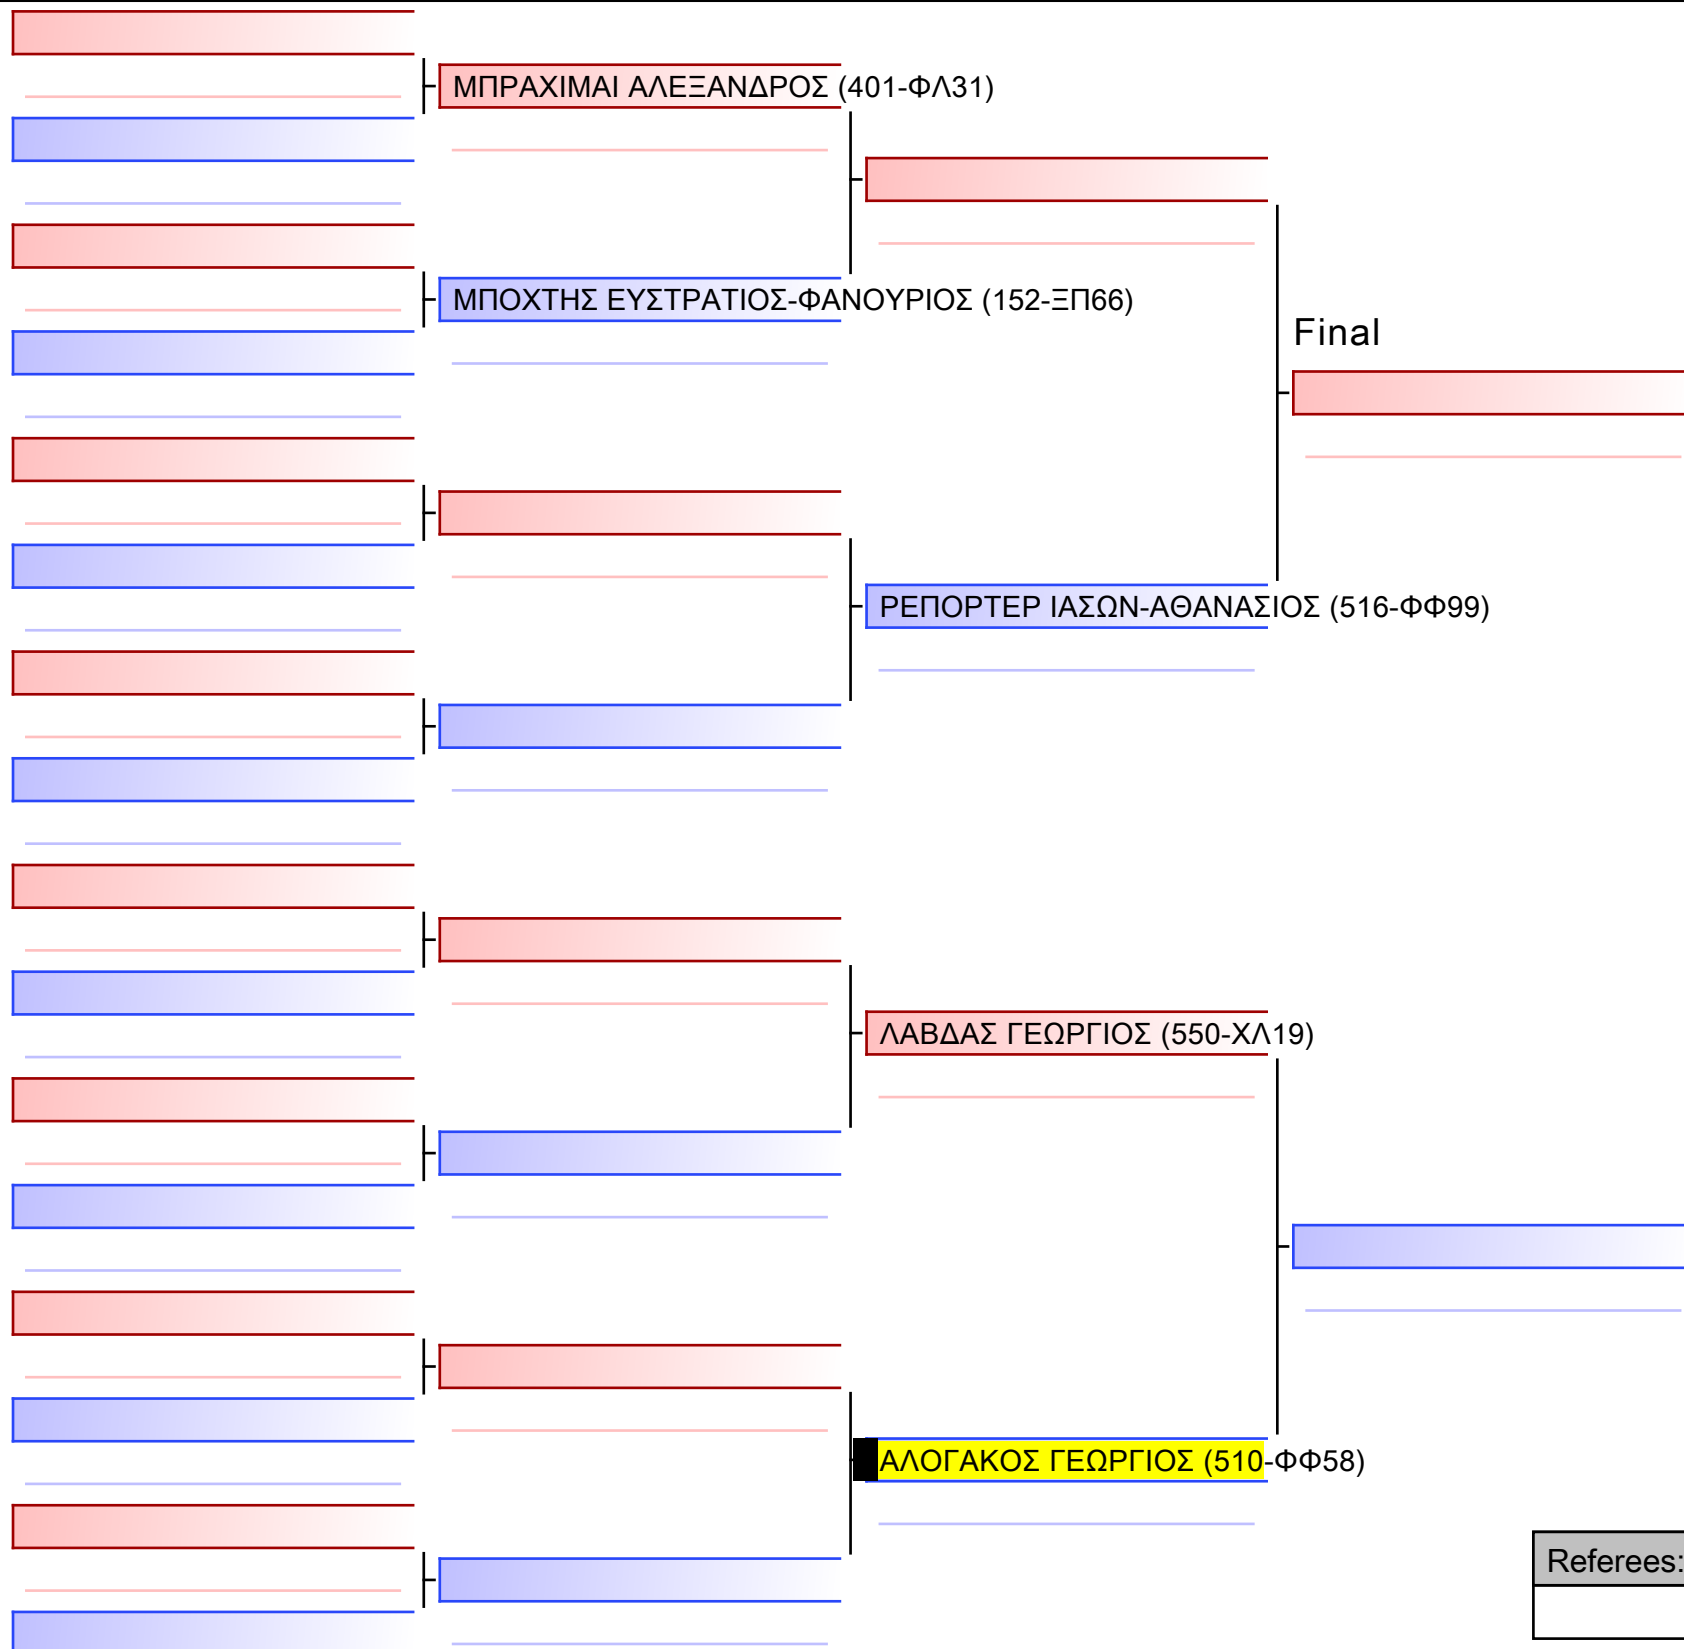 ΜΠΡΑΧΙΜΑΙ ΑΛΕΞΑΝΔΡΟΣ (401-ΦΛ31)
ΜΠΟΧΤΗΣ ΕΥΣΤΡΑΤΙΟΣ-ΦΑΝΟΥΡΙΟΣ (152-ΞΠ66)
Final
ΡΕΠΟΡΤΕΡ ΙΑΣΩΝ-ΑΘΑΝΑΣΙΟΣ (516-ΦΦ99)
ΛΑΒΔΑΣ ΓΕΩΡΓΙΟΣ (550-ΧΛ19)
ΑΛΟΓΑΚΟΣ ΓΕΩΡΓΙΟΣ (510-ΦΦ58)
Referees: